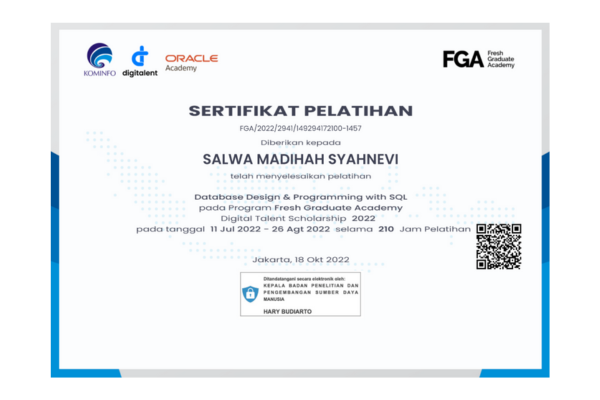 KOMINFO
digitalent
ORACLE
Academy
FGA Fresh
Graduate
Academy
SERTIFIKAT PELATIHAN
FGA/2022/2941/149294172100-1457
Diberikan kepada
SALWA MADIHAH SYAHNEVI
telah menyelesaikan pelatihan
Database Design & Programming with SQL
pada Program Fresh Graduate Academy
Digital Talent Scholarship 2022
pada tanggal 11 Jul 2022 - 26 Agt 2022 selama 210 Jam Pelatihan
Jakarta, 18 Okt 2022
Ditandatangani secara elektronik oleh:
KEPALA BADAN PENELITIAN DAN
PENGEMBANGAN SUMBER DAYA
MANUSIA
HARY BUDIARTO